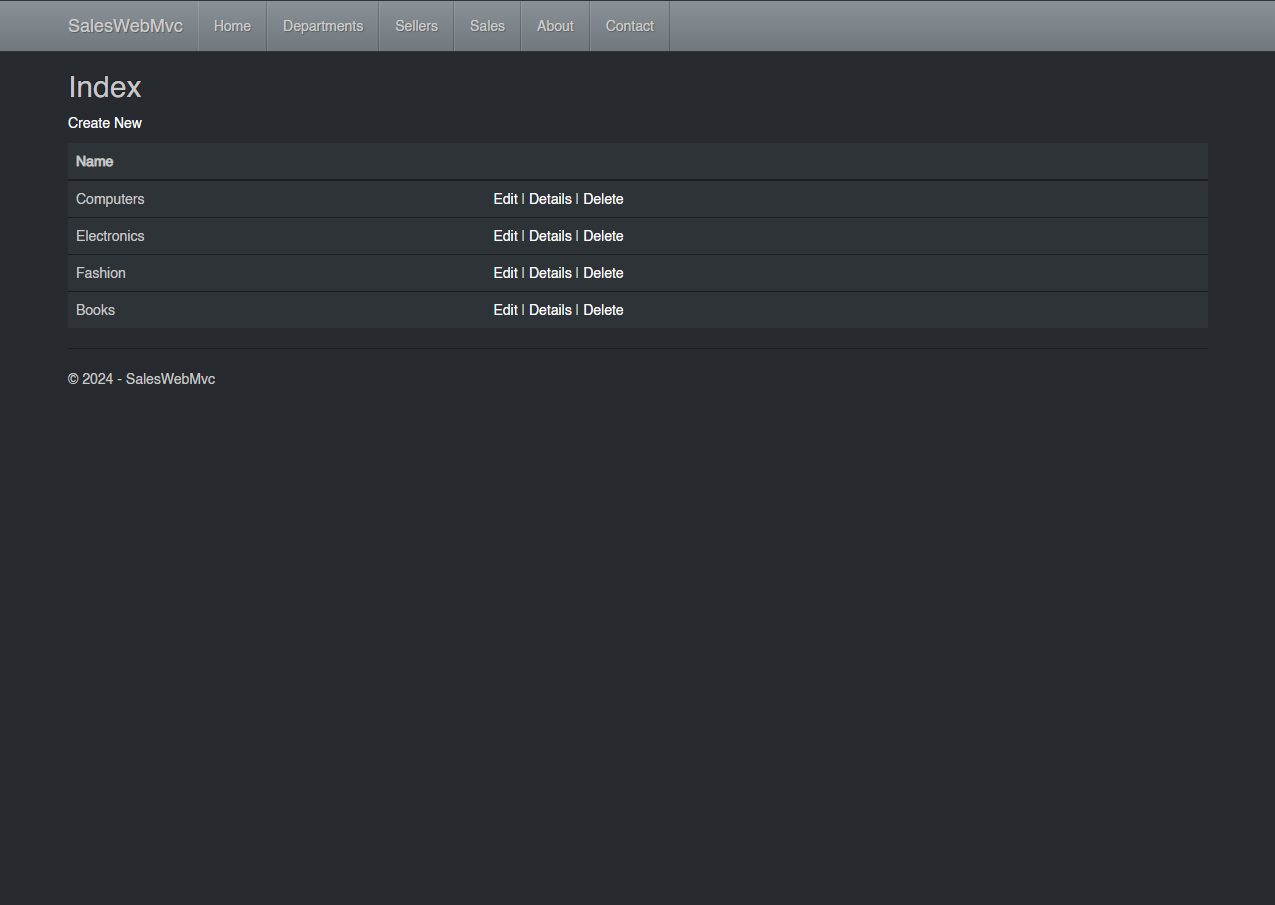 SalesWebMvc Home Departments Sellers Sales About Contact
Index
Create New
Name
Computers Edit | Details | Delete
Electronics Edit | Details | Delete
Fashion Edit | Details | Delete
Books Edit | Details | Delete
© 2024 - SalesWebMvc